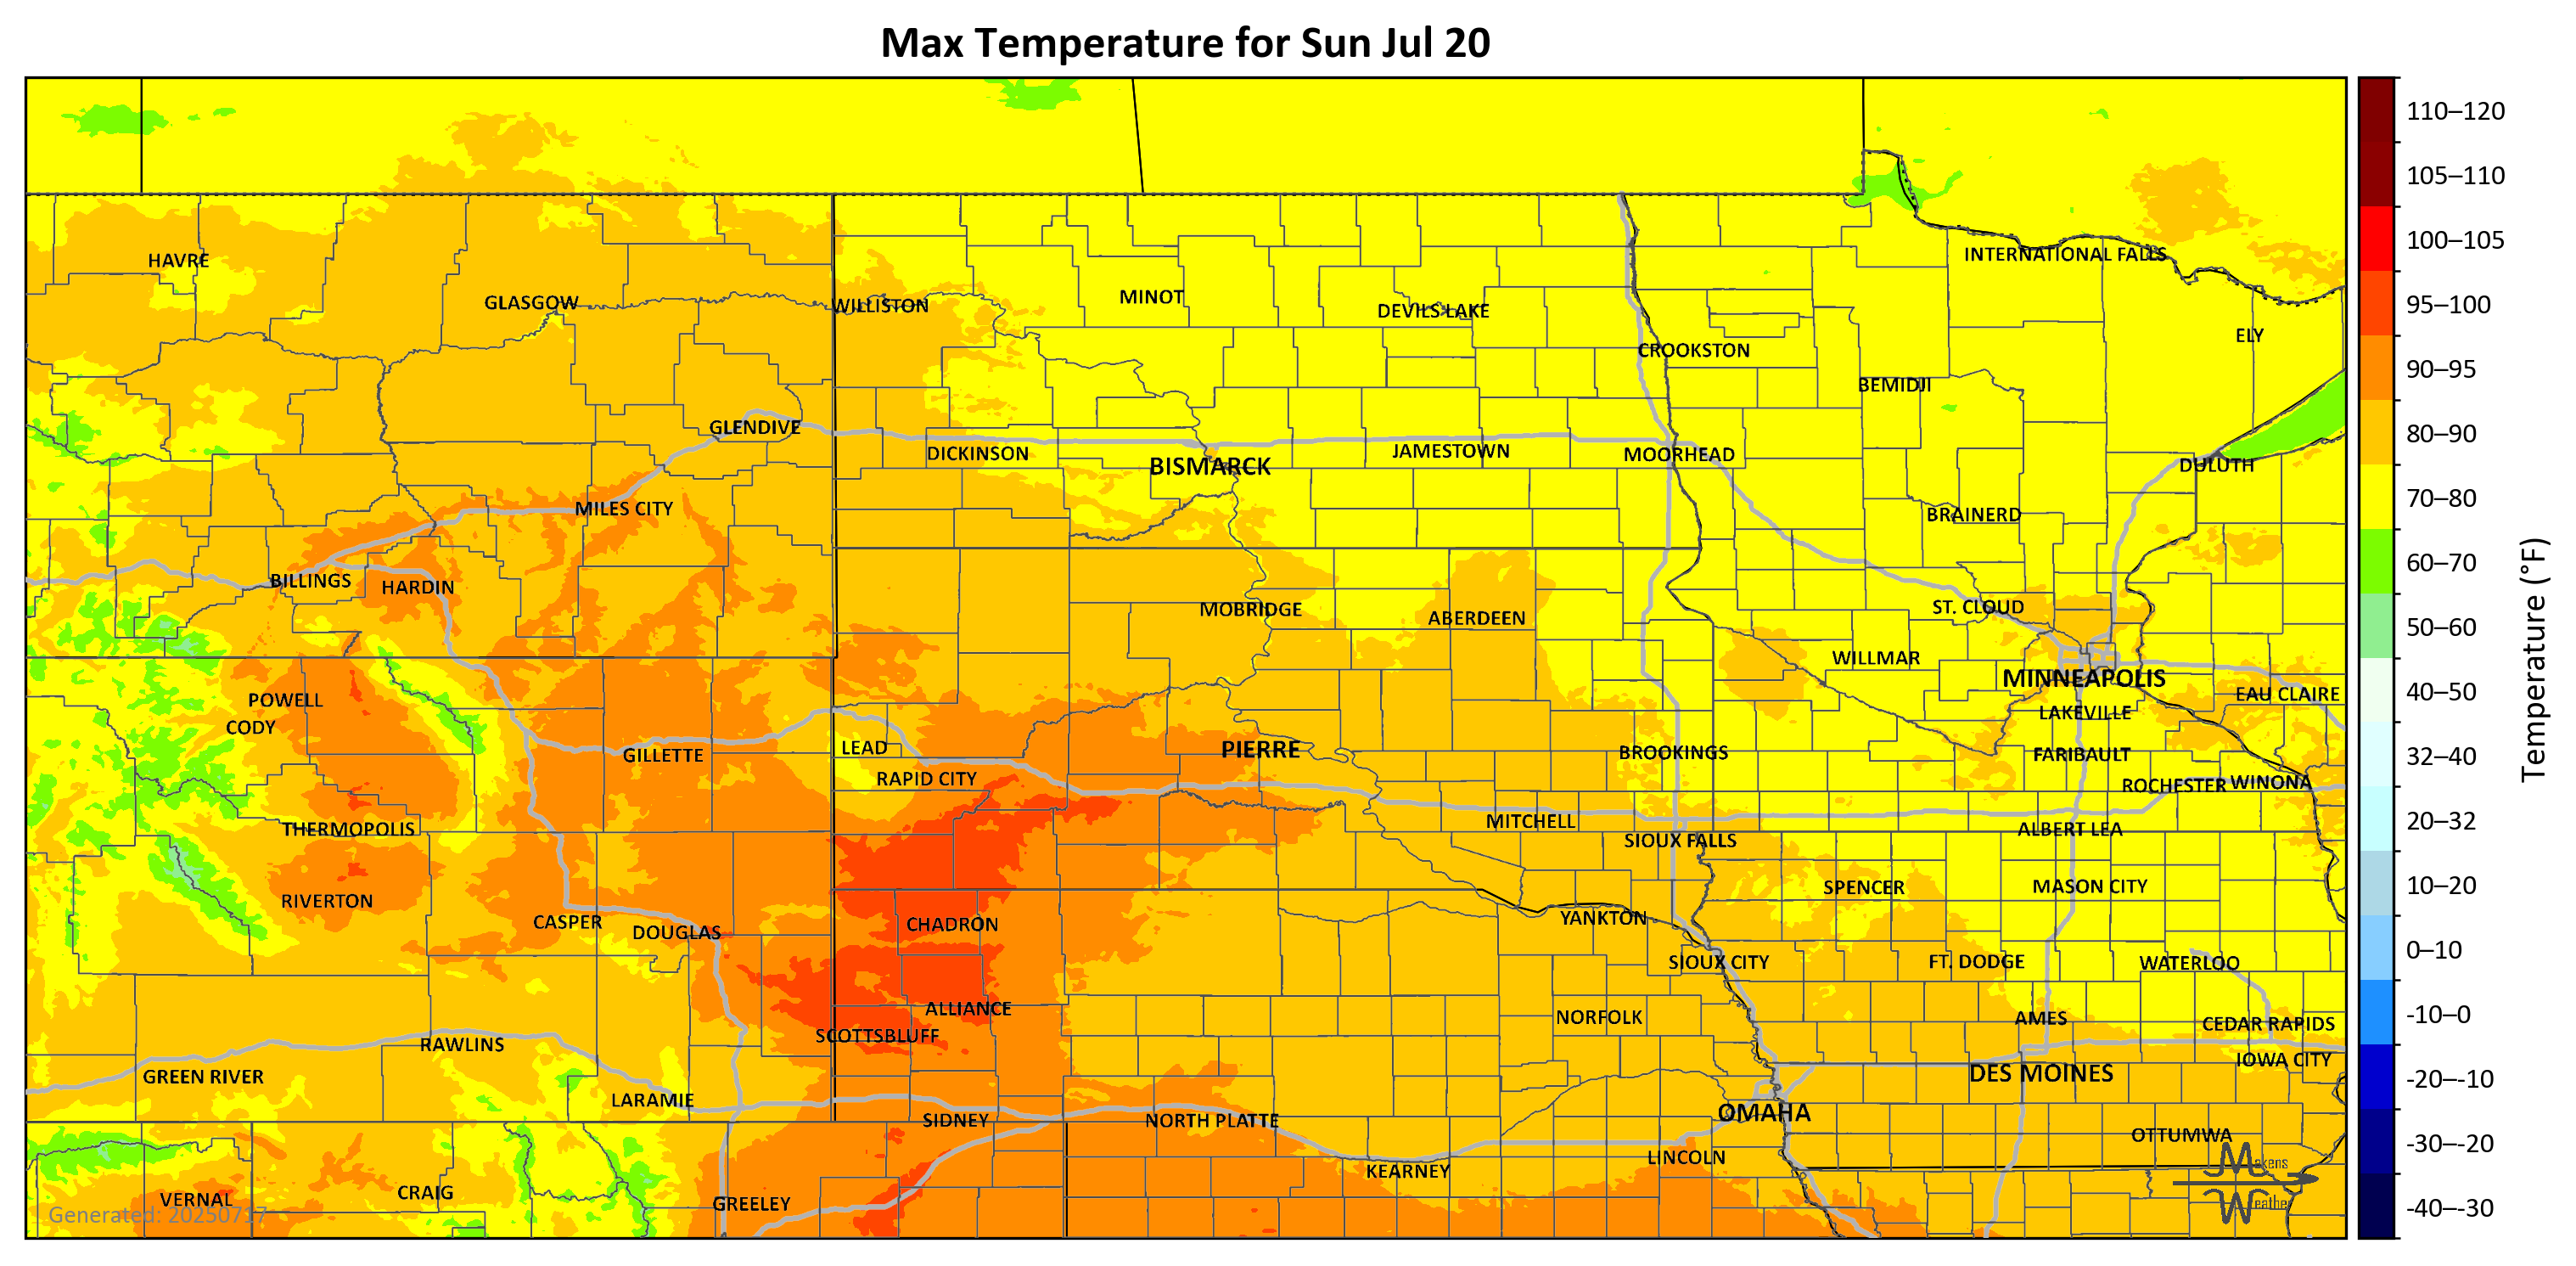 Max Temperature for Sun Jul 20
HAVRE
GLASGOW
WILLISTON
MINOT
DEVILS LAKE
INTERNATIONAL FALLS
CROOKSTON
ELY
BEMIDJI
GLENDIVE
DICKINSON
BISMARCK
JAMESTOWN
MOORHEAD
DULUTH
MILES CITY
BRAINERD
BILLINGS
HARDIN
MOBRIDGE
ABERDEEN
ST. CLOUD
WILLMAR
MINNEAPOLIS
EAU CLAIRE
POWELL
CODY
LAKEVILLE
GILLETTE
LEAD
PIERRE
BROOKINGS
FARIBAULT
RAPID CITY
ROCHESTER
WINONA
THERMOPOLIS
MITCHELL
ALBERT LEA
SIOUX FALLS
RIVERTON
SPENCER
MASON CITY
CASPER
DOUGLAS
CHADRON
YANKTON
SIOUX CITY
FT. DODGE
WATERLOO
ALLIANCE
NORFOLK
AMES
CEDAR RAPIDS
SCOTTSBLUFF
RAWLINS
IOWA CITY
GREEN RIVER
DES MOINES
LARAMIE
SIDNEY
NORTH PLATTE
OMAHA
OTTUMWA
LINCOLN
KEARNEY
VERNAL
CRAIG
GREELEY
Generated: 20250717
Makens
Weather
110–120
105–110
100–105
95–100
90–95
80–90
70–80
60–70
50–60
40–50
32–40
20–32
10–20
0–10
-10–0
-20–-10
-30–-20
-40–-30
Temperature (°F)